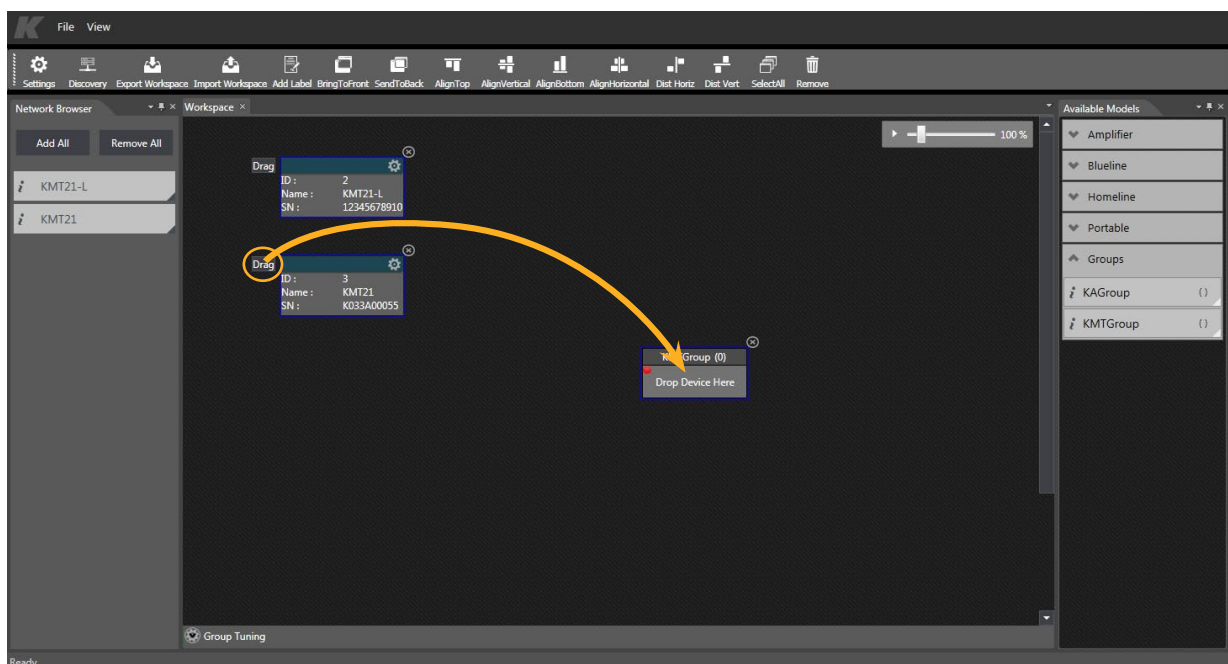 K
File View
Settings Discovery Export Workspace Import Workspace Add Label BringToFront SendToBack AlignTop AlignVertical AlignBottom AlignHorizontal Dist Horiz Dist Vert SelectAll Remove
Network Browser
Add All Remove All
i KMT21-L
i KMT21
Workspace
100 %
Drag
ID : 2
Name : KMT21-L
SN : 12345678910
Drag
ID : 3
Name : KMT21
SN : K033A00055
Group (0)
Drop Device Here
Group Tuning
Available Models
Amplifier
Blueline
Homeline
Portable
Groups
i KAGroup ( )
i KMTGroup ( )
Ready